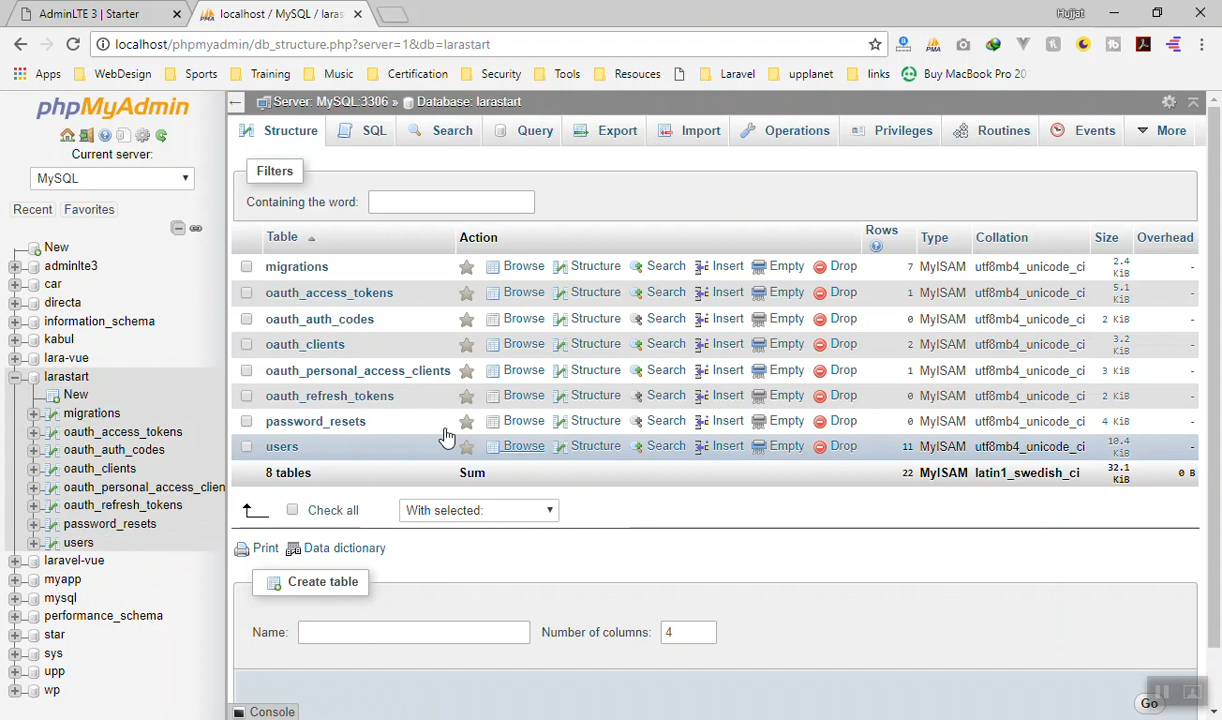 AdminLTE 3 | Starter
localhost / MySQL / laras
Hujjat
localhost/phpmyadmin/db_structure.php?server=1&db=larastart
Apps WebDesign Sports Training Music Certification Security Tools Resouces Laravel upplanet links Buy MacBook Pro 20
phpMyAdmin
Current server:
MySQL
Recent Favorites
New
adminlte3
car
directa
information_schema
kabul
lara-vue
larastart
New
migrations
oauth_access_tokens
oauth_auth_codes
oauth_clients
oauth_personal_access_clien
oauth_refresh_tokens
password_resets
users
laravel-vue
myapp
mysql
performance_schema
star
sys
upp
wp
Server: MySQL:3306 » Database: larastart
Structure SQL Search Query Export Import Operations Privileges Routines Events More
Filters
Containing the word:
Table Action Rows Type Collation Size Overhead
migrations Browse Structure Search Insert Empty Drop 7 MyISAM utf8mb4_unicode_ci 2.4 KiB -
oauth_access_tokens Browse Structure Search Insert Empty Drop 1 MyISAM utf8mb4_unicode_ci 5.1 KiB -
oauth_auth_codes Browse Structure Search Insert Empty Drop 0 MyISAM utf8mb4_unicode_ci 2 KiB -
oauth_clients Browse Structure Search Insert Empty Drop 2 MyISAM utf8mb4_unicode_ci 3.2 KiB -
oauth_personal_access_clients Browse Structure Search Insert Empty Drop 1 MyISAM utf8mb4_unicode_ci 3 KiB -
oauth_refresh_tokens Browse Structure Search Insert Empty Drop 0 MyISAM utf8mb4_unicode_ci 2 KiB -
password_resets Browse Structure Search Insert Empty Drop 0 MyISAM utf8mb4_unicode_ci 4 KiB -
users Browse Structure Search Insert Empty Drop 11 MyISAM utf8mb4_unicode_ci 10.4 KiB -
8 tables Sum 22 MyISAM latin1_swedish_ci 32.1 KiB 0 B
Check all With selected:
Print Data dictionary
Create table
Name: Number of columns: 4
Go
Console